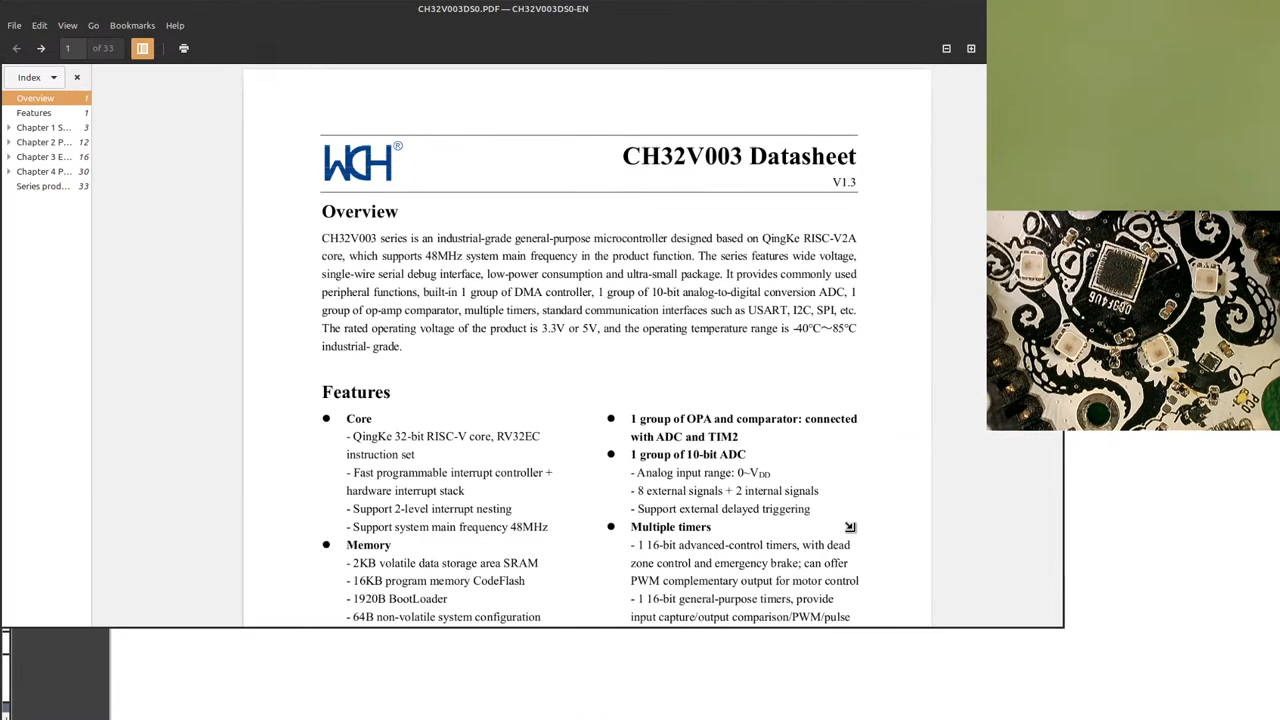 CH32V003DS0.PDF — CH32V003DS0-EN
File Edit View Go Bookmarks Help
1 of 33
Index
Overview 1
Features 1
Chapter 1 S... 3
Chapter 2 P... 12
Chapter 3 E... 16
Chapter 4 P... 30
Series prod... 33
WCH®
CH32V003 Datasheet
V1.3
Overview
CH32V003 series is an industrial-grade general-purpose microcontroller designed based on QingKe RISC-V2A
core, which supports 48MHz system main frequency in the product function. The series features wide voltage,
single-wire serial debug interface, low-power consumption and ultra-small package. It provides commonly used
peripheral functions, built-in 1 group of DMA controller, 1 group of 10-bit analog-to-digital conversion ADC, 1
group of op-amp comparator, multiple timers, standard communication interfaces such as USART, I2C, SPI, etc.
The rated operating voltage of the product is 3.3V or 5V, and the operating temperature range is -40℃~85℃
industrial- grade.
Features
● Core
- QingKe 32-bit RISC-V core, RV32EC
instruction set
- Fast programmable interrupt controller +
hardware interrupt stack
- Support 2-level interrupt nesting
- Support system main frequency 48MHz
● Memory
- 2KB volatile data storage area SRAM
- 16KB program memory CodeFlash
- 1920B BootLoader
- 64B non-volatile system configuration
● 1 group of OPA and comparator: connected
with ADC and TIM2
● 1 group of 10-bit ADC
- Analog input range: 0~VDD
- 8 external signals + 2 internal signals
- Support external delayed triggering
● Multiple timers
- 1 16-bit advanced-control timers, with dead
zone control and emergency brake; can offer
PWM complementary output for motor control
- 1 16-bit general-purpose timers, provide
input capture/output comparison/PWM/pulse
PC0